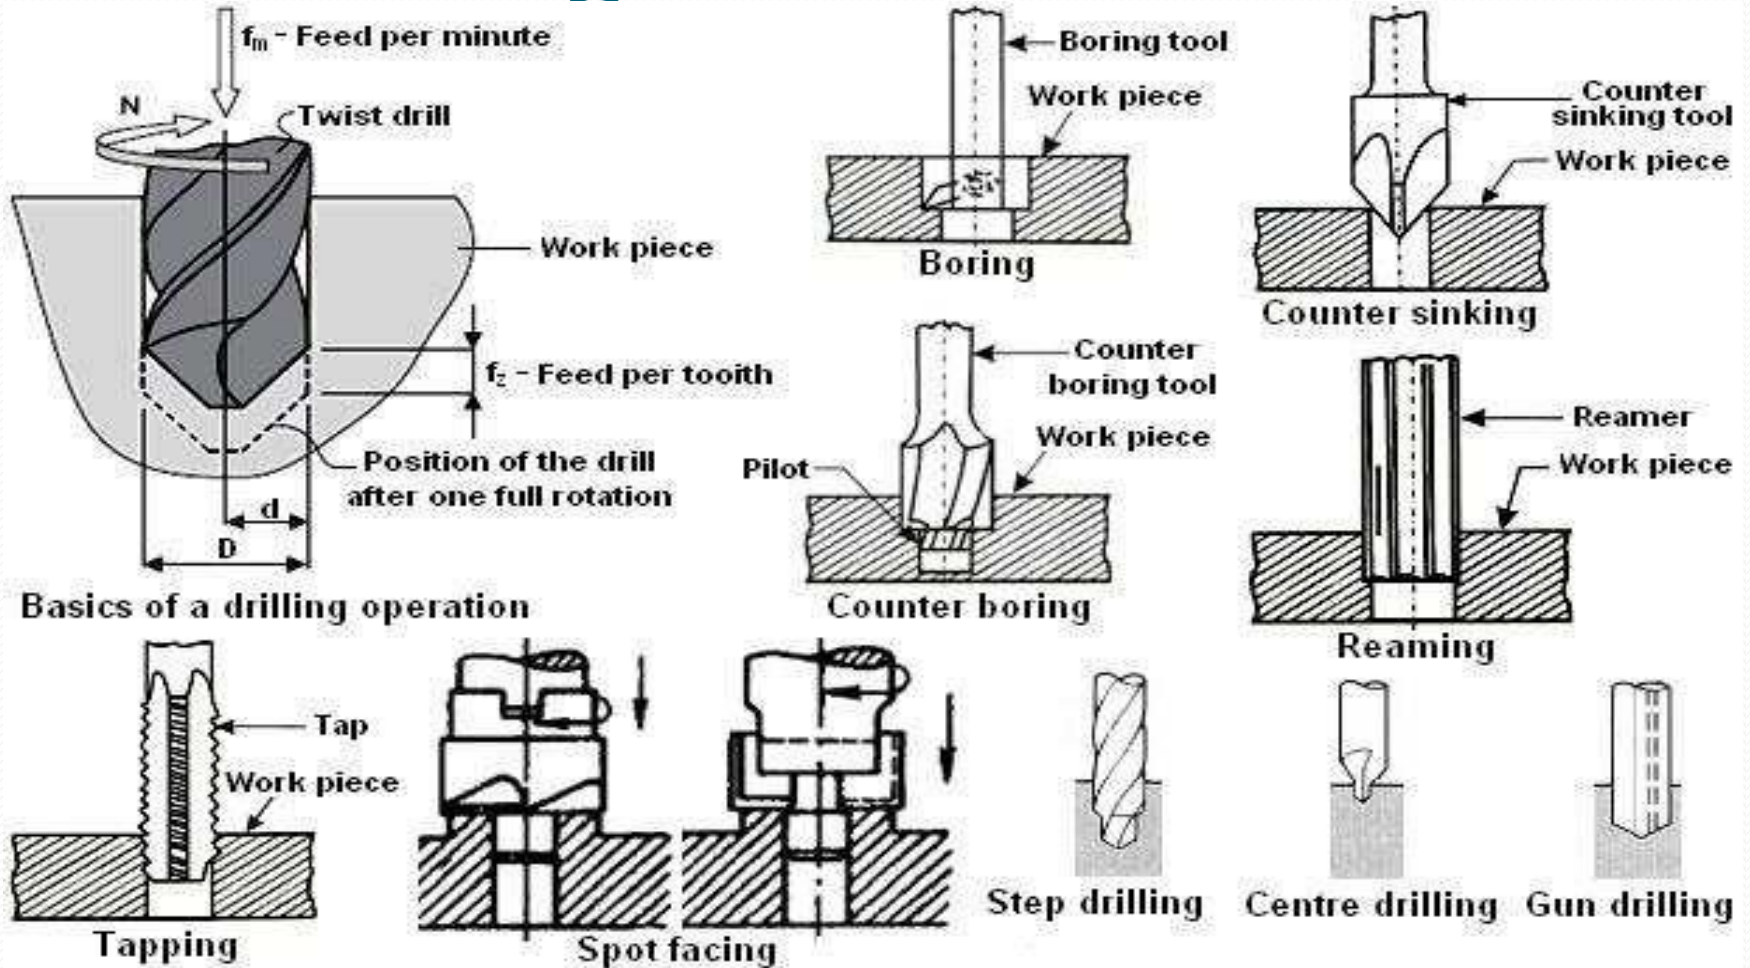 fm - Feed per minute
N
Twist drill
Work piece
fz - Feed per tooith
Position of the drill
after one full rotation
d
D
Basics of a drilling operation
Boring tool
Work piece
Boring
Counter
sinking tool
Work piece
Counter sinking
Counter
boring tool
Work piece
Pilot
Counter boring
Reamer
Work piece
Reaming
Tap
Work piece
Tapping
Spot facing
Step drilling
Centre drilling
Gun drilling